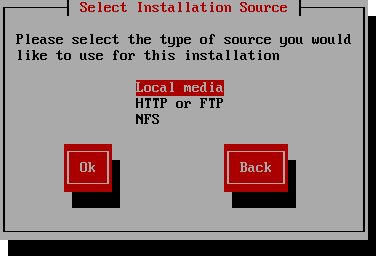 Select Installation Source
Please select the type of source you would
like to use for this installation
Local media
HTTP or FTP
NFS
Ok
Back